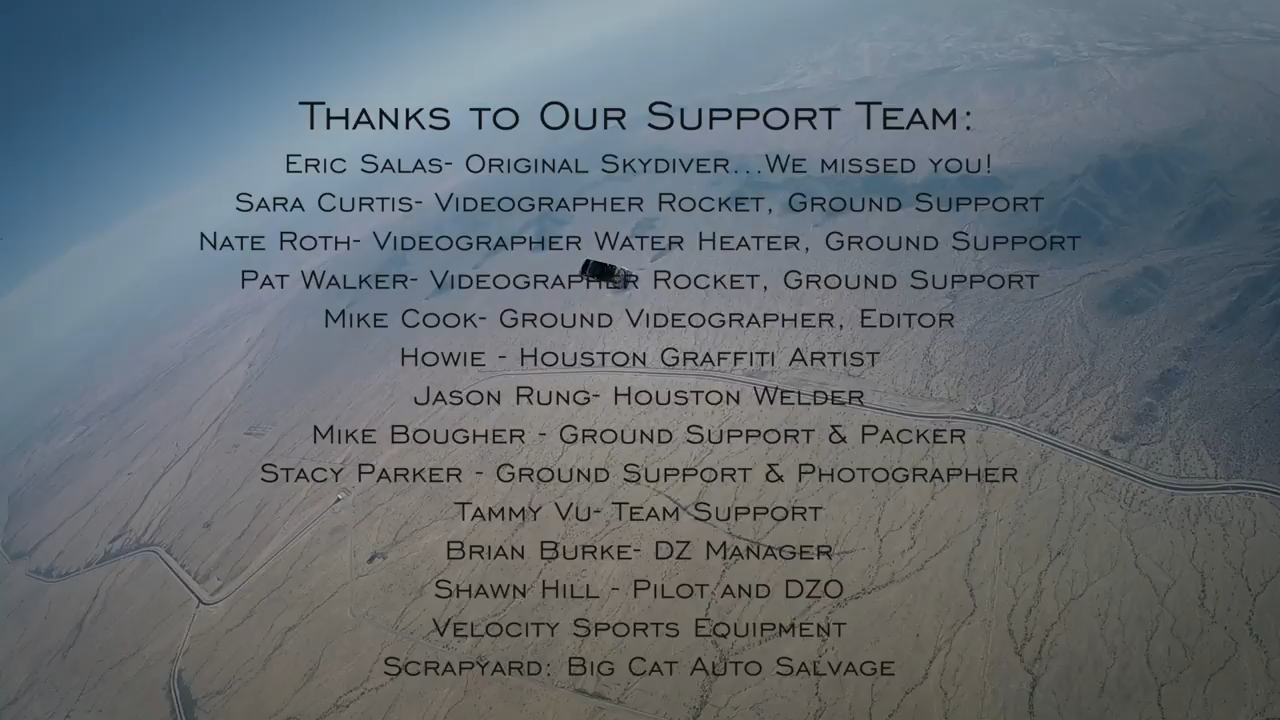 Thanks to Our Support Team:
Eric Salas- Original Skydiver...We missed you!
Sara Curtis- Videographer Rocket, Ground Support
Nate Roth- Videographer Water Heater, Ground Support
Pat Walker- Videographer Rocket, Ground Support
Mike Cook- Ground Videographer, Editor
Howie - Houston Graffiti Artist
Jason Rung- Houston Welder
Mike Bougher - Ground Support & Packer
Stacy Parker - Ground Support & Photographer
Tammy Vu- Team Support
Brian Burke- DZ Manager
Shawn Hill - Pilot and DZO
Velocity Sports Equipment
Scrapyard: Big Cat Auto Salvage